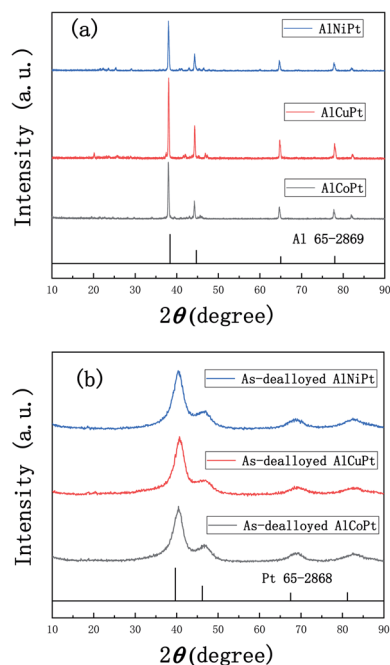 (a)
AlNiPt
AlCuPt
AlCoPt
Al 65-2869
Intensity (a.u.)
10 20 30 40 50 60 70 80 90
2θ(degree)
(b)
As-dealloyed AlNiPt
As-dealloyed AlCuPt
As-dealloyed AlCoPt
Pt 65-2868
Intensity (a.u.)
10 20 30 40 50 60 70 80 90
2θ(degree)